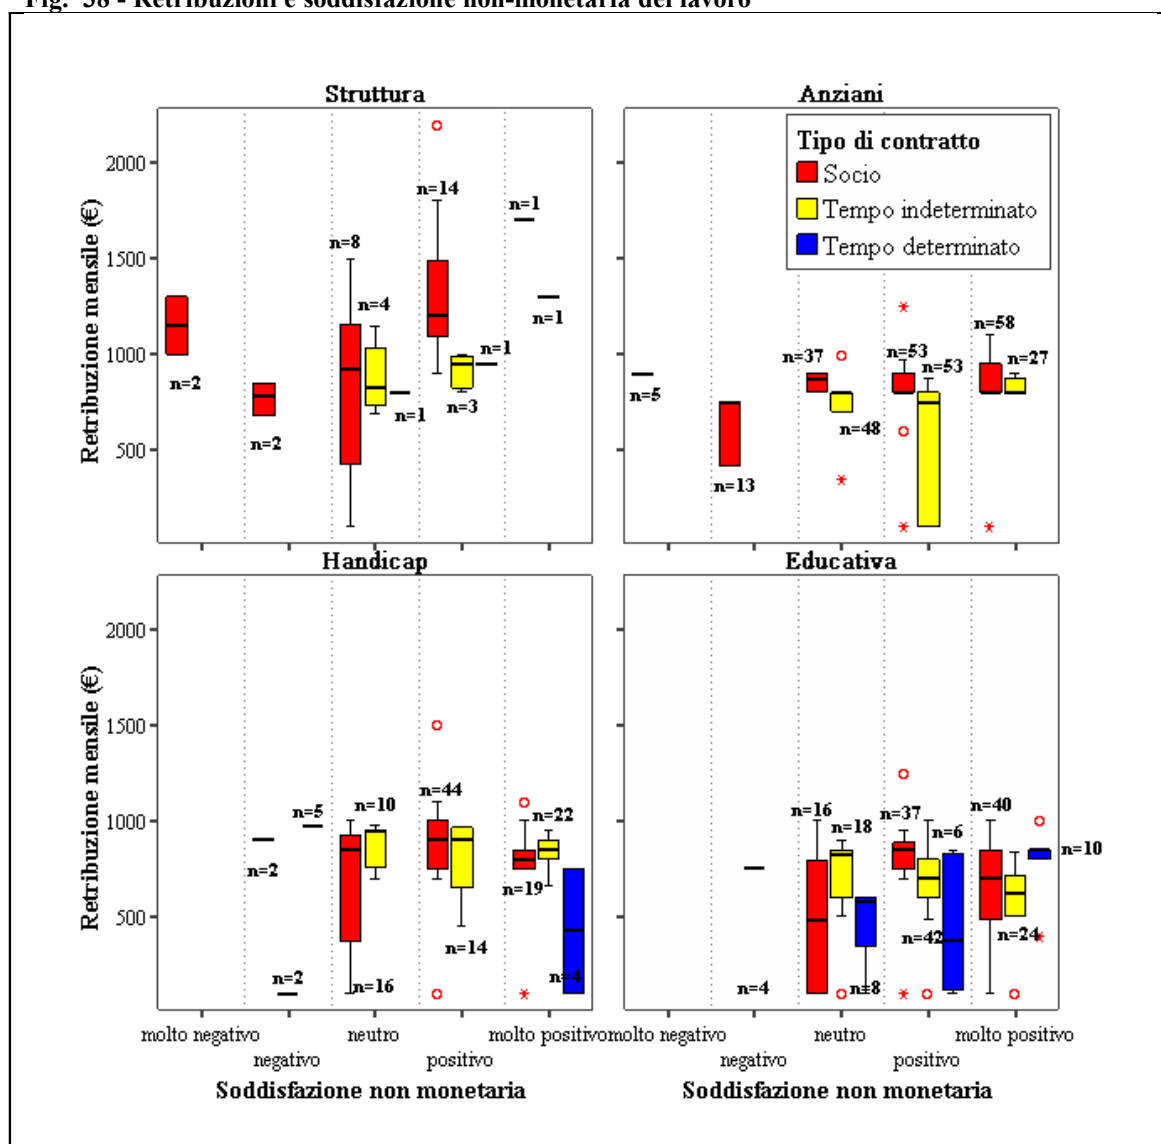 Fig. 38 - Retribuzioni e soddisfazione non-monetaria del lavoro
Struttura
Anziani
Tipo di contratto
Socio
Tempo indeterminato
Tempo determinato
Retribuzione mensile (€)
2000
1500
1000
500
n=2
n=2
n=8
n=4
n=1
n=14
n=3
n=1
n=1
n=1
n=5
n=13
n=37
n=48
n=53
n=53
n=58
n=27
Handicap
Educativa
Retribuzione mensile (€)
2000
1500
1000
500
n=2
n=2
n=5
n=16
n=10
n=44
n=14
n=19
n=22
n=4
n=4
n=16
n=18
n=8
n=37
n=42
n=6
n=40
n=24
n=10
molto negativo
negativo
neutro
positivo
molto positivo
molto negativo
negativo
neutro
positivo
molto positivo
Soddisfazione non monetaria
Soddisfazione non monetaria